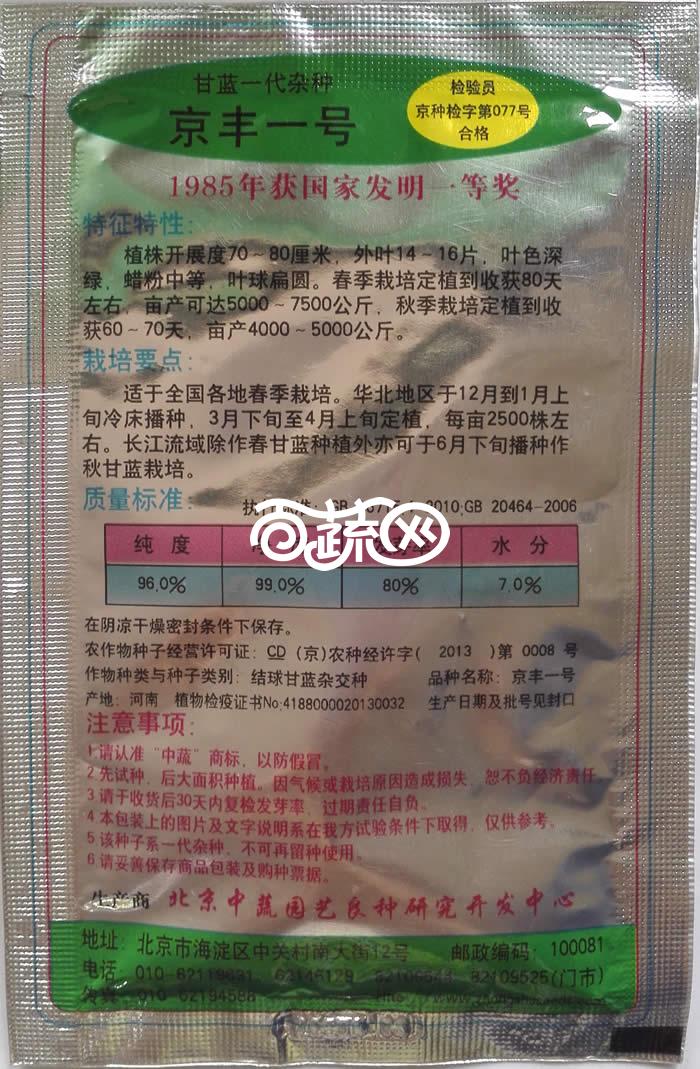 甘蓝一代杂种
京丰一号
检验员
京种检字第077号
合格
1985年获国家发明一等奖
特征特性:
植株开展度70~80厘米，外叶14~16片，叶色深
绿，蜡粉中等，叶球扁圆。春季栽培定植到收获80天
左右，亩产可达5000~7500公斤，秋季栽培定植到收
获60~70天，亩产4000~5000公斤。
栽培要点:
适于全国各地春季栽培。华北地区于12月到1月上
旬冷床播种，3月下旬至4月上旬定植，每亩2500株左
右。长江流域除作春甘蓝种植外亦可于6月下旬播种作
秋甘蓝栽培。
质量标准:
2010;GB 20464-2006
百蔬网
纯 度 水 分
96.0% 99.0% 80% 7.0%
在阴凉干燥密封条件下保存。
农作物种子经营许可证: CD (京)农种经许字( 2013 )第 0008 号
作物种类与种子类别: 结球甘蓝杂交种 品种名称: 京丰一号
产地: 河南 植物检疫证书No:4188000020130032 生产日期及批号见封口
注意事项:
1 请认准“中蔬”商标，以防假冒。
2 先试种，后大面积种植。因气候或栽培原因造成损失，恕不负经济责任。
3 请于收货后30天内复检发芽率，过期责任自负。
4 本包装上的图片及文字说明系在我方试验条件下取得，仅供参考。
5 该种子系一代杂种，不可再留种使用。
6 请妥善保存商品包装及购种票据。
生产商 北京中蔬园艺良种研究开发中心
地址: 北京市海淀区中关村南大街12号 邮政编码: 100081
电话: 010 82109525(门市)
传真: 010 62194588